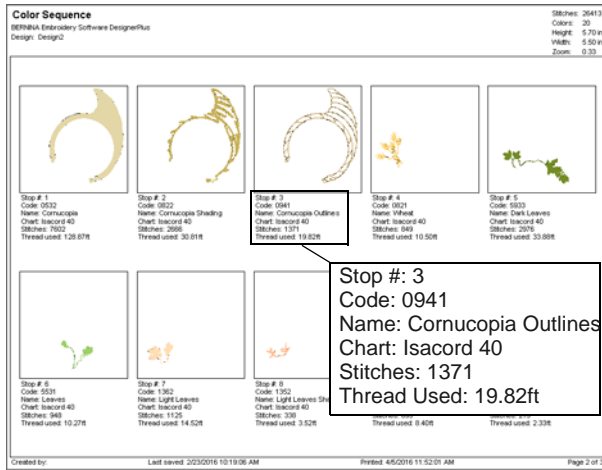 Color Sequence
BERNINA Embroidery Software DesignerPlus
Design: Design2
Stitches: 26413
Colors: 20
Height: 5.70 in
Width: 5.50 in
Zoom: 0.33
Stop #: 1
Code: 0532
Name: Cornucopia
Chart: Isacord 40
Stitches: 7602
Thread used: 128.87ft
Stop #: 2
Code: 0822
Name: Cornucopia Shading
Chart: Isacord 40
Stitches: 2666
Thread used: 30.81ft
Stop #: 3
Code: 0941
Name: Cornucopia Outlines
Chart: Isacord 40
Stitches: 1371
Thread used: 19.82ft
Stop #: 4
Code: 0821
Name: Wheat
Chart: Isacord 40
Stitches: 849
Thread used: 10.50ft
Stop #: 5
Code: 5933
Name: Dark Leaves
Chart: Isacord 40
Stitches: 2976
Thread used: 33.88ft
Stop #: 3
Code: 0941
Name: Cornucopia Outlines
Chart: Isacord 40
Stitches: 1371
Thread Used: 19.82ft
Stop #: 6
Code: 5531
Name: Leaves
Chart: Isacord 40
Stitches: 948
Thread used: 10.27ft
Stop #: 7
Code: 1362
Name: Light Leaves
Chart: Isacord 40
Stitches: 1125
Thread used: 14.52ft
Stop #: 8
Code: 1352
Name: Light Leaves
Chart: Isacord 40
Stitches: 338
Thread used: 3.52ft
Thread used: 8.40ft
Thread used: 2.33ft
Created by:
Last saved: 2/23/2016 10:19:06 AM
Printed: 4/5/2016 11:52:01 AM
Page 2 of